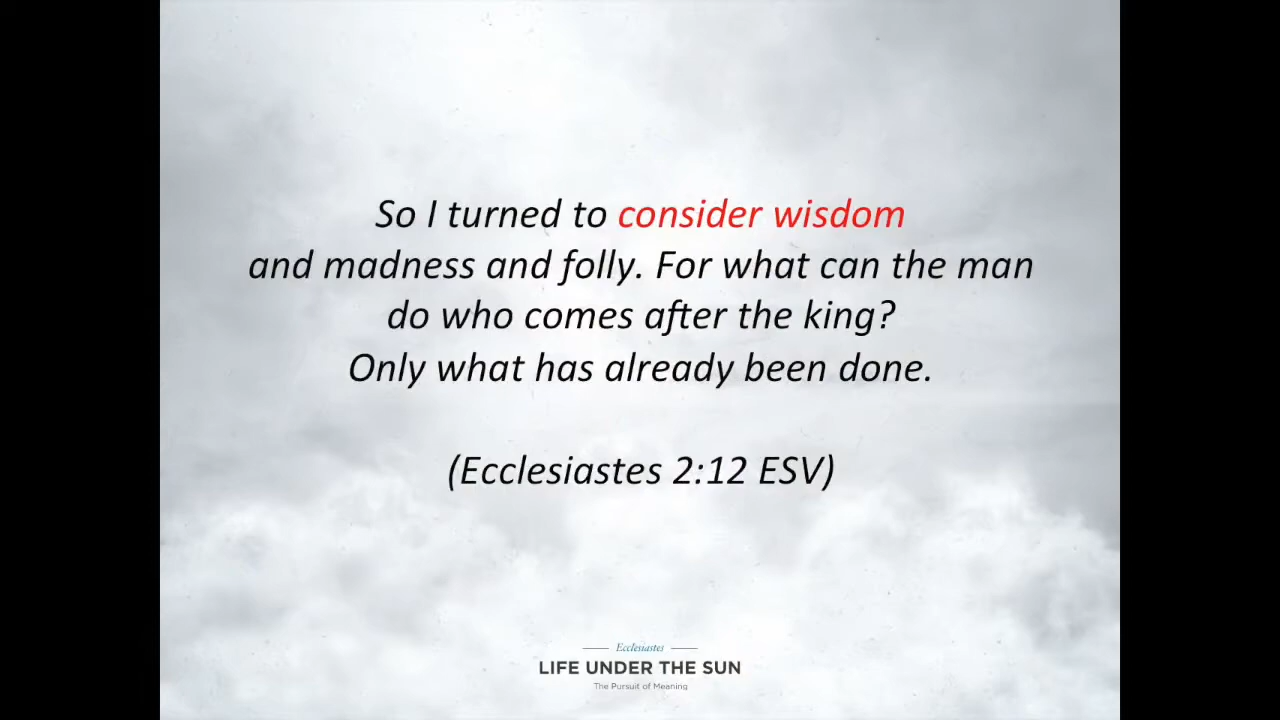 So I turned to consider wisdom
and madness and folly. For what can the man
do who comes after the king?
Only what has already been done.
(Ecclesiastes 2:12 ESV)
Ecclesiastes
LIFE UNDER THE SUN
The Pursuit of Meaning